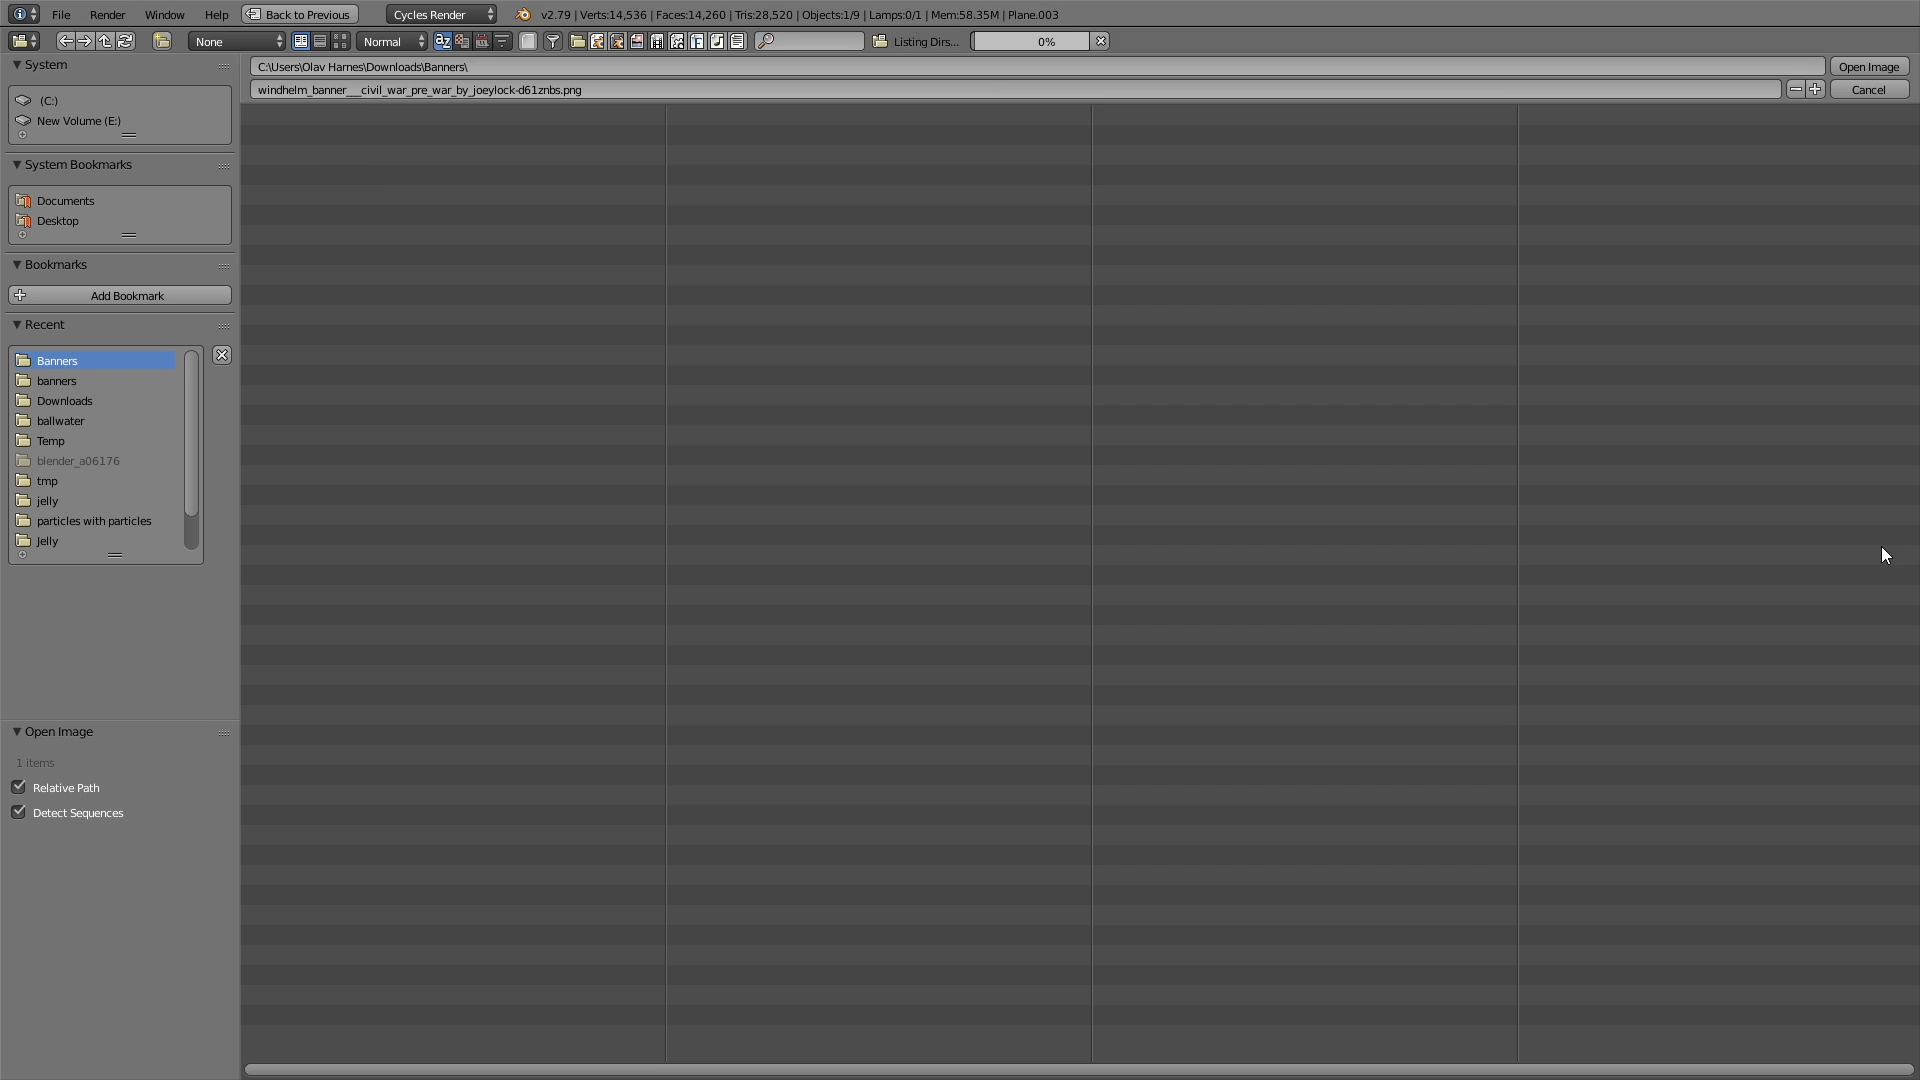 File Render Window Help Back to Previous Cycles Render v2.79 | Verts:14,536 | Faces:14,260 | Tris:28,520 | Objects:1/9 | Lamps:0/1 | Mem:58.35M | Plane.003
None Normal Listing Dirs... 0%
System
(C:)
New Volume (E:)
System Bookmarks
Documents
Desktop
Bookmarks
Add Bookmark
Recent
Banners
banners
Downloads
ballwater
Temp
blender_a06176
tmp
jelly
particles with particles
Jelly
Open Image
1 items
Relative Path
Detect Sequences
C:\Users\Olav Harnes\Downloads\Banners\
Open Image
windhelm_banner__civil_war_pre_war_by_joeylock-d61znbs.png
Cancel